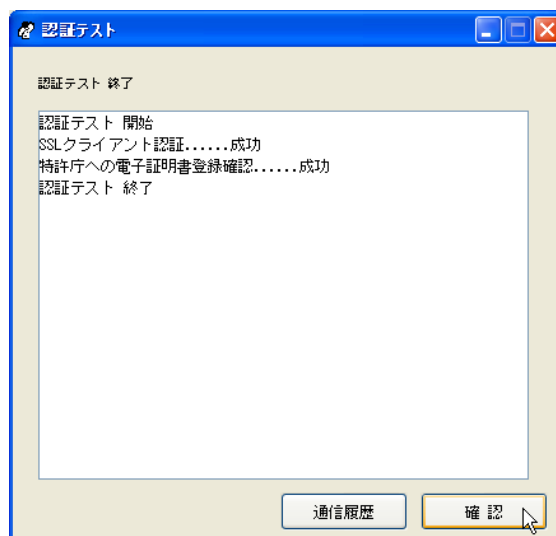 認証テスト
認証テスト 終了
認証テスト 開始
SSLクライアント認証......成功
特許庁への電子証明書登録確認......成功
認証テスト 終了
通信履歴
確 認